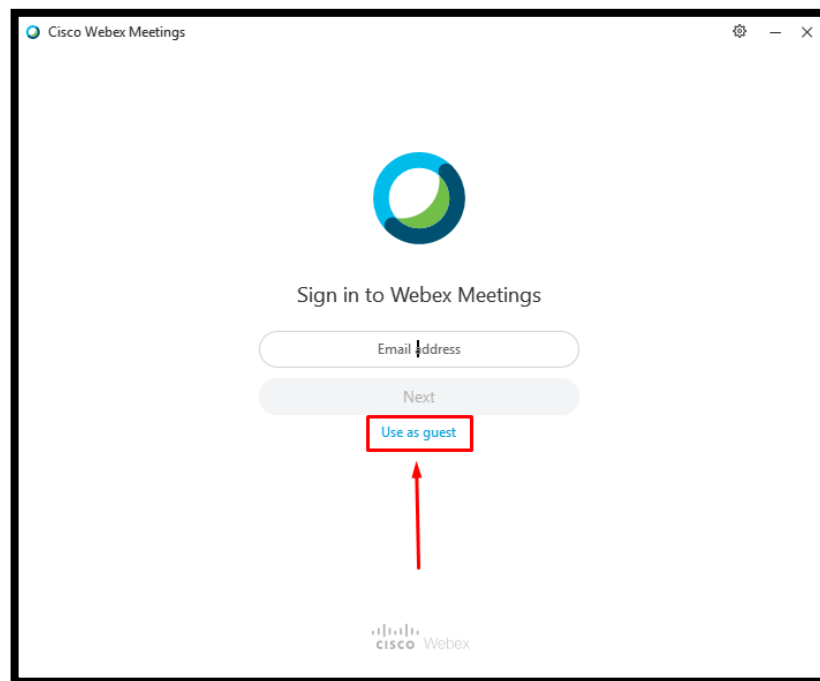 Cisco Webex Meetings
Sign in to Webex Meetings
Email address
Next
Use as guest
cisco Webex